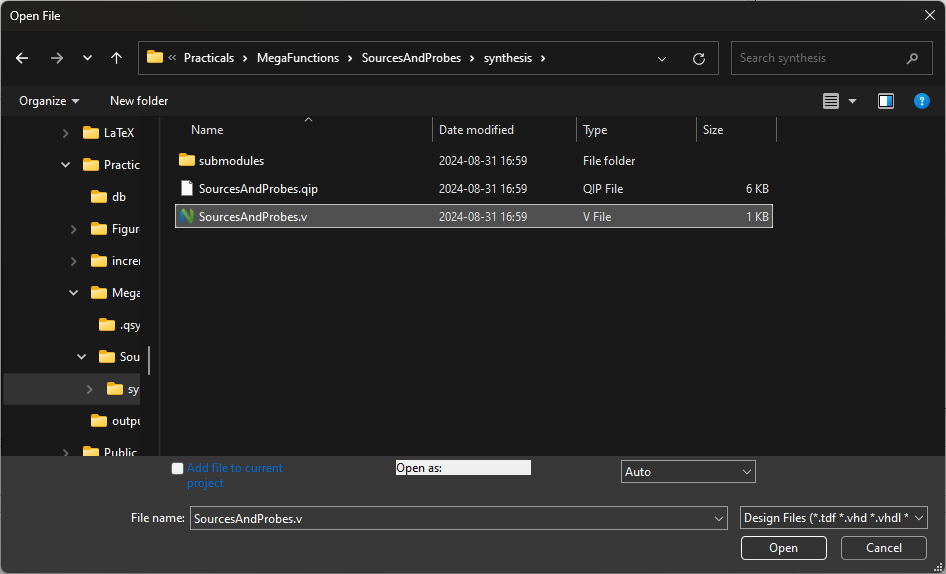 Open File
« Practicals > MegaFunctions > SourcesAndProbes > synthesis >
Search synthesis
Organize
New folder
?
LaTeX
Practic
db
Figur
increr
Mega
.qsy
Sou
sy
outpu
Public
Name Date modified Type Size
submodules 2024-08-31 16:59 File folder
SourcesAndProbes.qip 2024-08-31 16:59 QIP File 6 KB
SourcesAndProbes.v 2024-08-31 16:59 V File 1 KB
Add file to current
project
Open as:
Auto
File name: SourcesAndProbes.v
Design Files (*.tdf *.vhd *.vhdl *
Open
Cancel